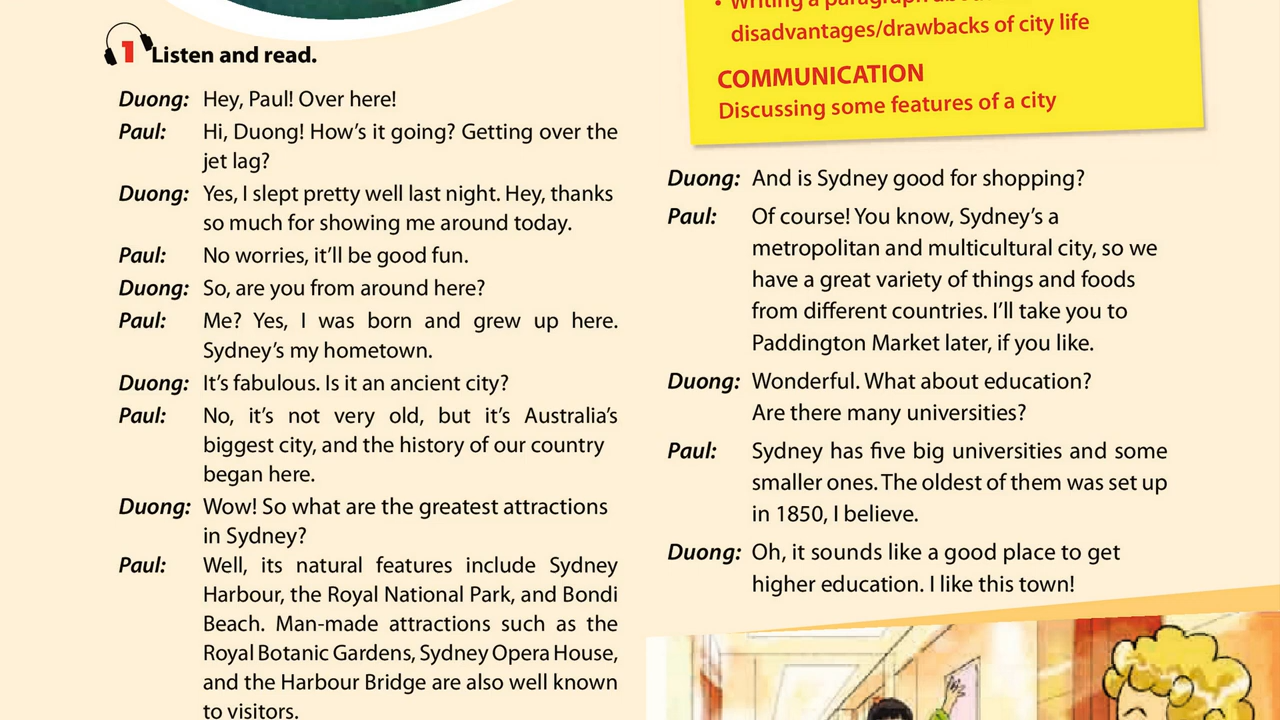 1 Listen and read.
Duong: Hey, Paul! Over here!
Paul: Hi, Duong! How's it going? Getting over the
jet lag?
Duong: Yes, I slept pretty well last night. Hey, thanks
so much for showing me around today.
Paul: No worries, it'll be good fun.
Duong: So, are you from around here?
Paul: Me? Yes, I was born and grew up here.
Sydney's my hometown.
Duong: It's fabulous. Is it an ancient city?
Paul: No, it's not very old, but it's Australia's
biggest city, and the history of our country
began here.
Duong: Wow! So what are the greatest attractions
in Sydney?
Paul: Well, its natural features include Sydney
Harbour, the Royal National Park, and Bondi
Beach. Man-made attractions such as the
Royal Botanic Gardens, Sydney Opera House,
and the Harbour Bridge are also well known
to visitors.
• Writing a paragraph
disadvantages/drawbacks of city life
COMMUNICATION
Discussing some features of a city
Duong: And is Sydney good for shopping?
Paul: Of course! You know, Sydney's a
metropolitan and multicultural city, so we
have a great variety of things and foods
from different countries. I'll take you to
Paddington Market later, if you like.
Duong: Wonderful. What about education?
Are there many universities?
Paul: Sydney has five big universities and some
smaller ones. The oldest of them was set up
in 1850, I believe.
Duong: Oh, it sounds like a good place to get
higher education. I like this town!